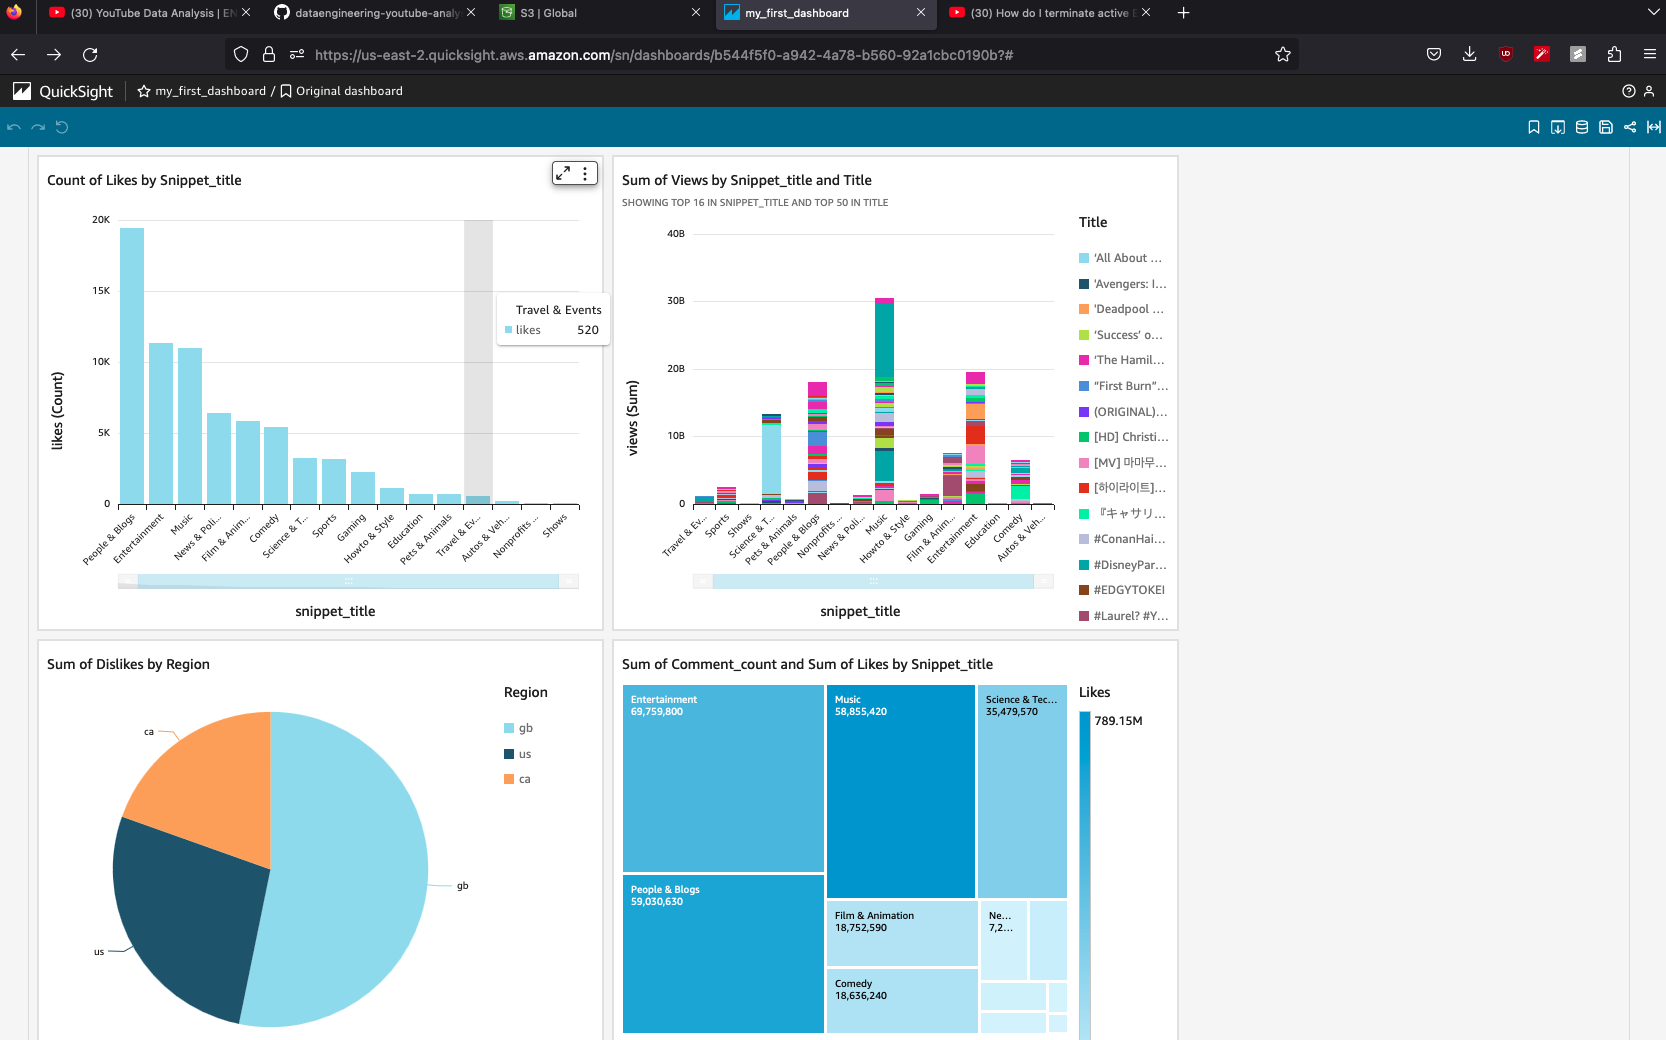 (30) YouTube Data Analysis | EN
dataengineering-youtube-analy
S3 | Global
my_first_dashboard
(30) How do I terminate active E
https://us-east-2.quicksight.aws.amazon.com/sn/dashboards/b544f5f0-a942-4a78-b560-92a1cbc0190b?#
QuickSight
my_first_dashboard / Original dashboard
Count of Likes by Snippet_title
20K
15K
10K
5K
0
likes (Count)
Travel & Events
likes 520
People & Blogs
Entertainment
Music
News & Poli...
Film & Anim...
Comedy
Science & T...
Sports
Gaming
Howto & Style
Education
Pets & Animals
Travel & Ev...
Autos & Veh...
Nonprofits ...
Shows
snippet_title
Sum of Views by Snippet_title and Title
SHOWING TOP 16 IN SNIPPET_TITLE AND TOP 50 IN TITLE
40B
30B
20B
10B
0
views (Sum)
Travel & Ev...
Sports
Shows
Science & T...
Pets & Animals
People & Blogs
Nonprofits ...
News & Poli...
Music
Howto & Style
Gaming
Film & Anim...
Entertainment
Education
Comedy
Autos & Veh...
snippet_title
Title
'All About ...
'Avengers: I...
'Deadpool ...
'Success' o...
'The Hamil...
"First Burn"...
(ORIGINAL)...
[HD] Christi...
[MV] 마마무...
[하이라이트]...
『キャサリ...
#ConanHai...
#DisneyPar...
#EDGYTOKEI
#Laurel? #Y...
Sum of Dislikes by Region
ca
us
gb
Region
gb
us
ca
Sum of Comment_count and Sum of Likes by Snippet_title
Entertainment
69,759,800
Music
58,855,420
Science & Tec...
35,479,570
People & Blogs
59,030,630
Film & Animation
18,752,590
Ne...
7,2...
Comedy
18,636,240
Likes
789.15M